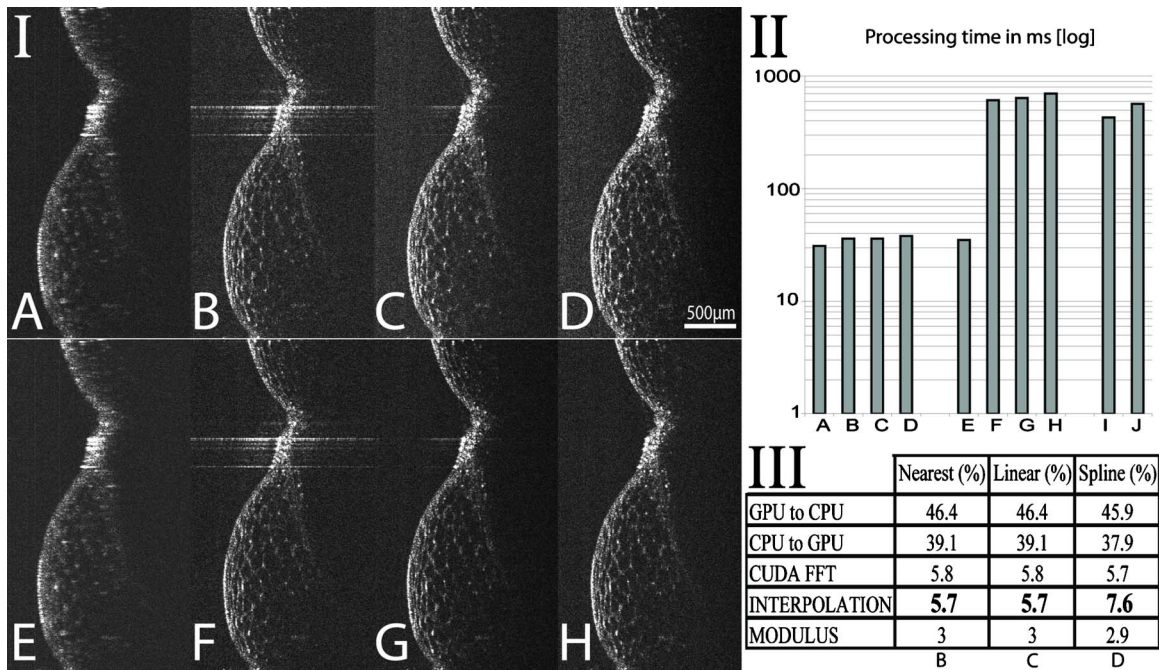 I
A
B
C
D
500µm
E
F
G
H
II
Processing time in ms [log]
1000
100
10
1
A B C D E F G H I J
III
Nearest (%) Linear (%) Spline (%)
GPU to CPU 46.4 46.4 45.9
CPU to GPU 39.1 39.1 37.9
CUDA FFT 5.8 5.8 5.7
INTERPOLATION 5.7 5.7 7.6
MODULUS 3 3 2.9
B C D